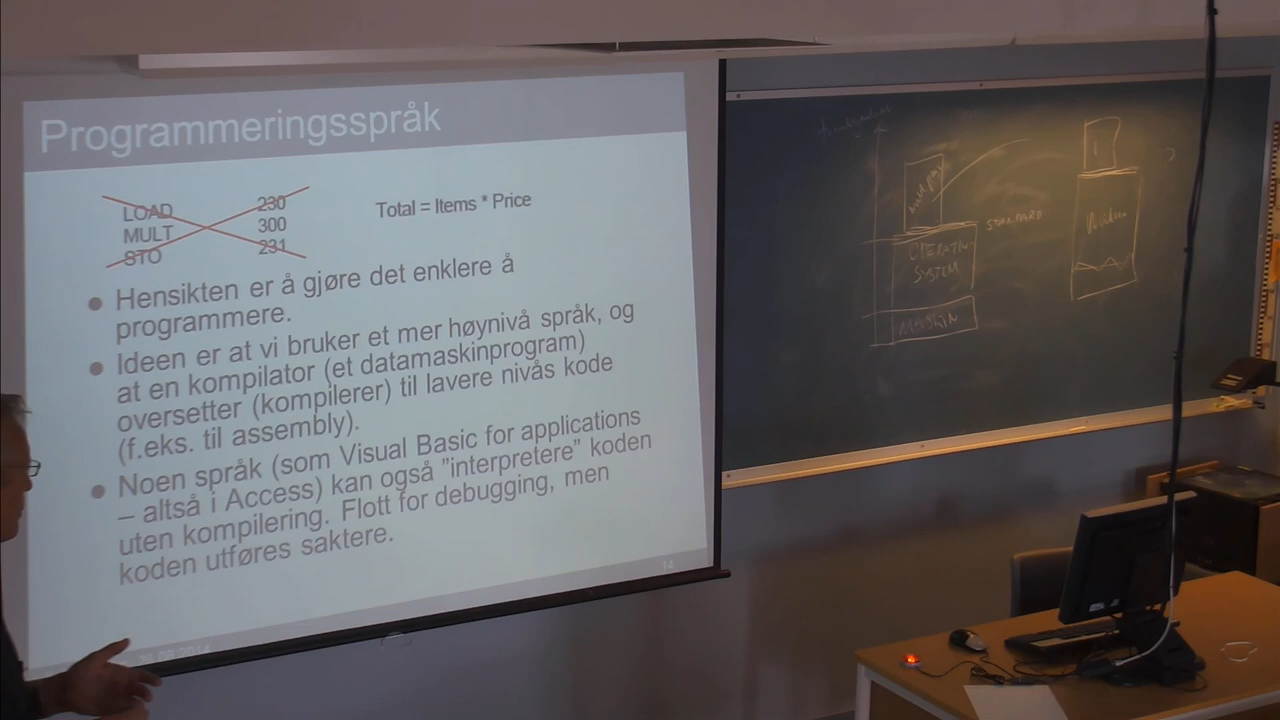 Programmeringsspråk
LOAD 230
MULT 300
STO 231
Total = Items * Price
Hensikten er å gjøre det enklere å
programmere.
Ideen er at vi bruker et mer høynivå språk, og
at en kompilator (et datamaskinprogram)
oversetter (kompilerer) til lavere nivås kode
(f.eks. til assembly).
Noen språk (som Visual Basic for applications
– altså i Access) kan også "interpretere" koden
uten kompilering. Flott for debugging, men
koden utføres saktere.
14
STANDARD
SYSTEM
MASKIN